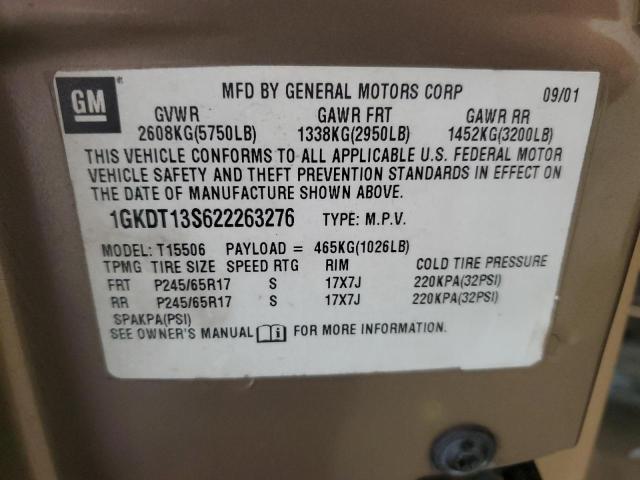 GM
MFD BY GENERAL MOTORS CORP 09/01
GVWR GAWR FRT GAWR RR
2608KG(5750LB) 1338KG(2950LB) 1452KG(3200LB)
THIS VEHICLE CONFORMS TO ALL APPLICABLE U.S. FEDERAL MOTOR
VEHICLE SAFETY AND THEFT PREVENTION STANDARDS IN EFFECT ON
THE DATE OF MANUFACTURE SHOWN ABOVE.
1GKDT13S622263276 TYPE: M.P.V.
MODEL: T15506 PAYLOAD = 465KG(1026LB)
TPMG TIRE SIZE SPEED RTG RIM COLD TIRE PRESSURE
FRT P245/65R17 S 17X7J 220KPA(32PSI)
RR P245/65R17 S 17X7J 220KPA(32PSI)
SPAKPA(PSI)
SEE OWNER'S MANUAL FOR MORE INFORMATION.